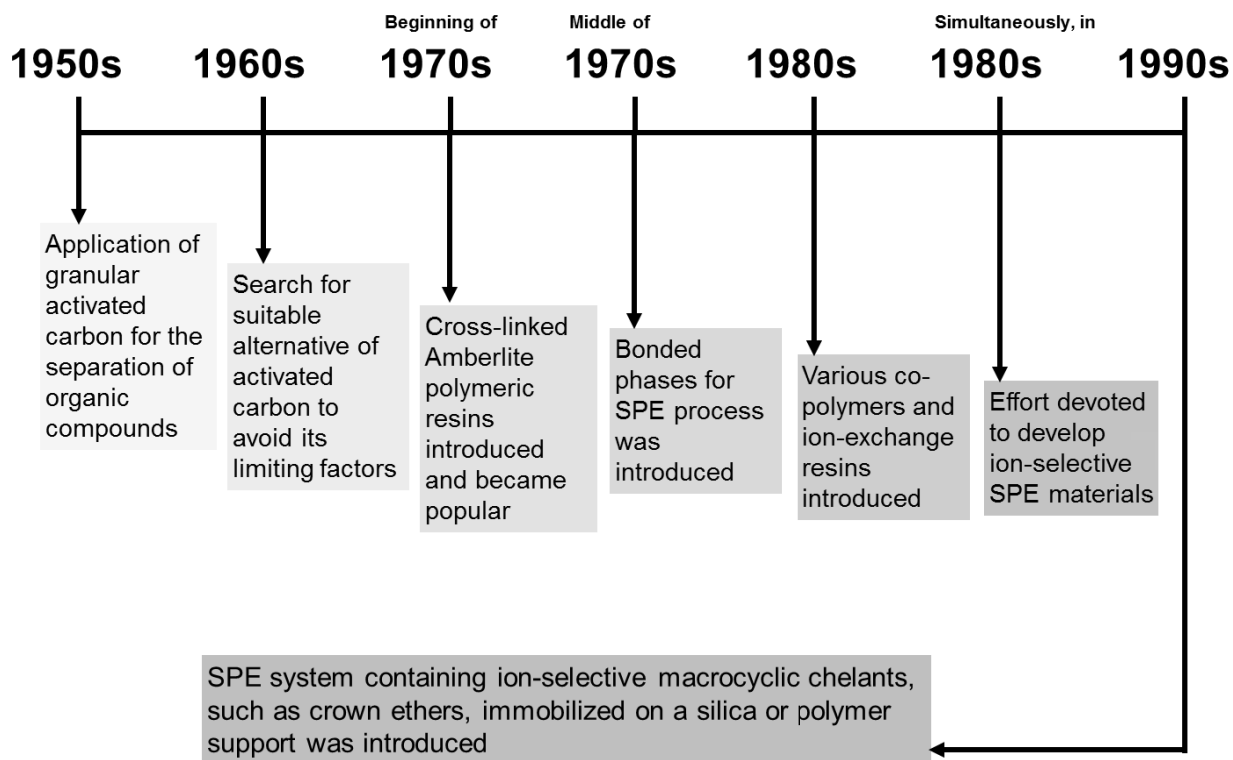 Beginning of
Middle of
Simultaneously, in
1950s
1960s
1970s
1970s
1980s
1980s
1990s
Application of
granular
activated
carbon for the
separation of
organic
compounds
Search for
suitable
alternative of
activated
carbon to
avoid its
limiting factors
Cross-linked
Amberlite
polymeric
resins
introduced
and became
popular
Bonded
phases for
SPE process
was
introduced
Various co-
polymers and
ion-exchange
resins
introduced
Effort devoted
to develop
ion-selective
SPE materials
SPE system containing ion-selective macrocyclic chelants,
such as crown ethers, immobilized on a silica or polymer
support was introduced